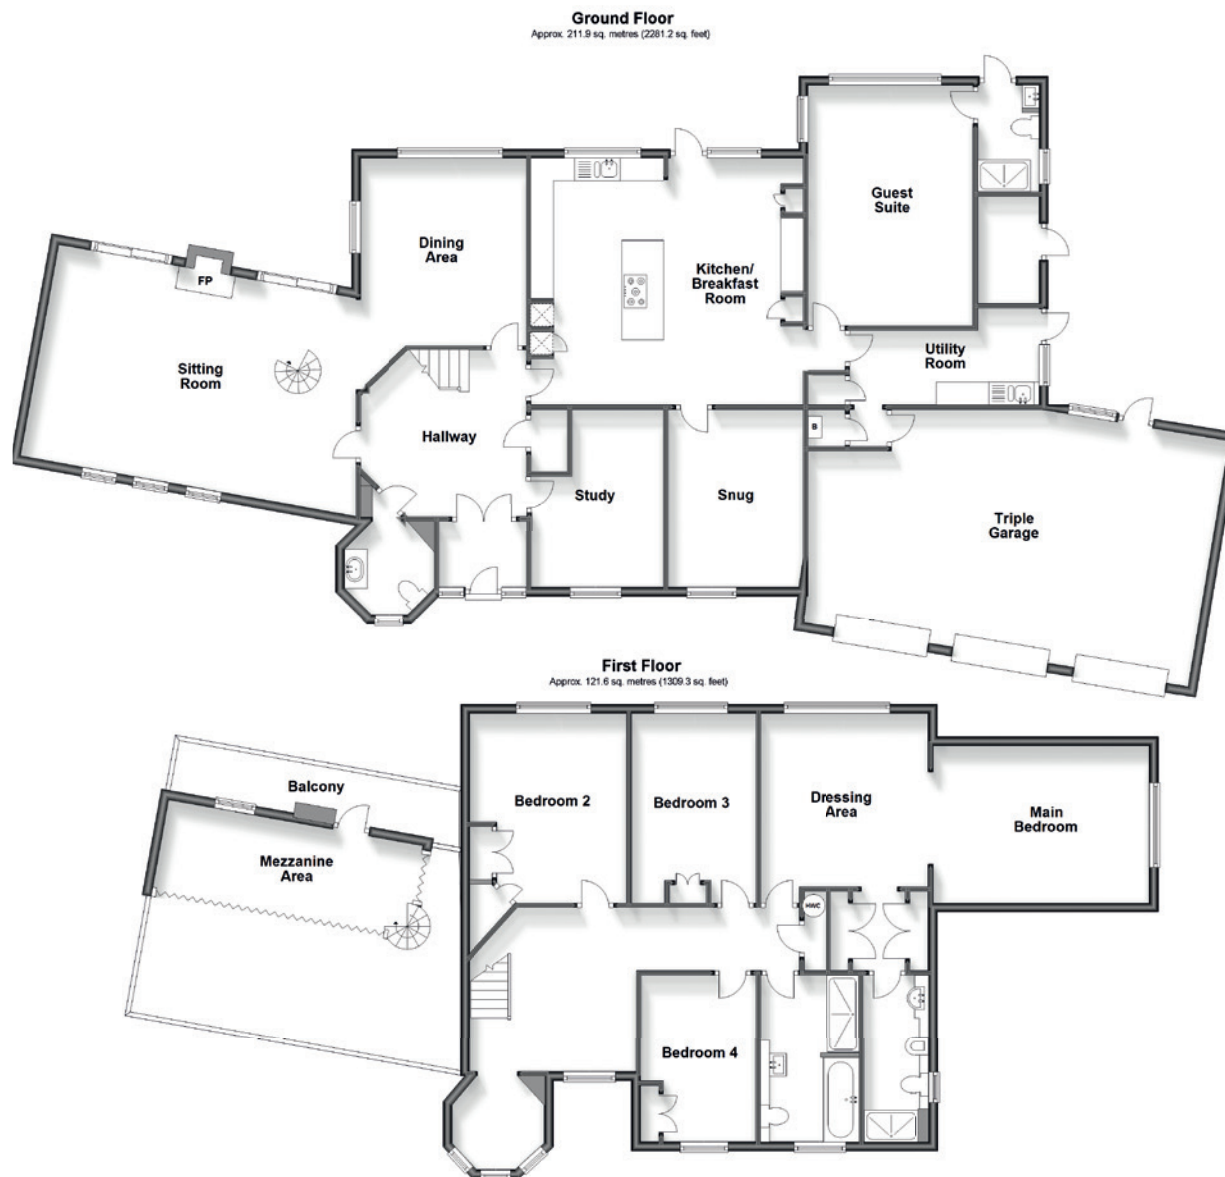 Ground Floor
Approx. 211.9 sq. metres (2281.2 sq. feet)
Guest
Suite
Dining
Area
Kitchen/
Breakfast
Room
FP
Sitting
Room
Utility
Room
Hallway
B
Study
Snug
Triple
Garage
First Floor
Approx. 121.6 sq. metres (1309.3 sq. feet)
Balcony
Bedroom 2
Bedroom 3
Dressing
Area
Main
Bedroom
Mezzanine
Area
HWC
Bedroom 4